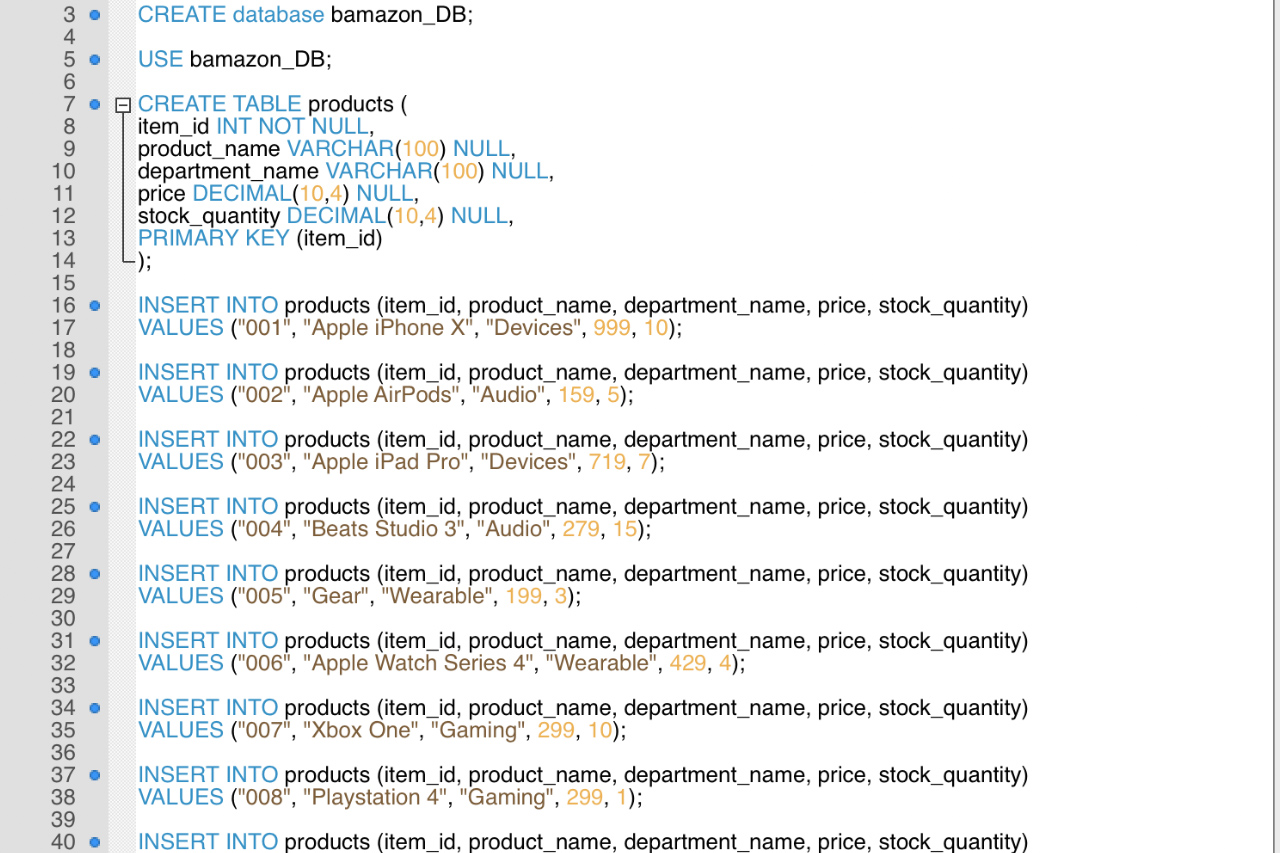 3 CREATE database bamazon_DB;
4
5 USE bamazon_DB;
6
7 CREATE TABLE products (
8 item_id INT NOT NULL,
9 product_name VARCHAR(100) NULL,
10 department_name VARCHAR(100) NULL,
11 price DECIMAL(10,4) NULL,
12 stock_quantity DECIMAL(10,4) NULL,
13 PRIMARY KEY (item_id)
14 );
15
16 INSERT INTO products (item_id, product_name, department_name, price, stock_quantity)
17 VALUES ("001", "Apple iPhone X", "Devices", 999, 10);
18
19 INSERT INTO products (item_id, product_name, department_name, price, stock_quantity)
20 VALUES ("002", "Apple AirPods", "Audio", 159, 5);
21
22 INSERT INTO products (item_id, product_name, department_name, price, stock_quantity)
23 VALUES ("003", "Apple iPad Pro", "Devices", 719, 7);
24
25 INSERT INTO products (item_id, product_name, department_name, price, stock_quantity)
26 VALUES ("004", "Beats Studio 3", "Audio", 279, 15);
27
28 INSERT INTO products (item_id, product_name, department_name, price, stock_quantity)
29 VALUES ("005", "Gear", "Wearable", 199, 3);
30
31 INSERT INTO products (item_id, product_name, department_name, price, stock_quantity)
32 VALUES ("006", "Apple Watch Series 4", "Wearable", 429, 4);
33
34 INSERT INTO products (item_id, product_name, department_name, price, stock_quantity)
35 VALUES ("007", "Xbox One", "Gaming", 299, 10);
36
37 INSERT INTO products (item_id, product_name, department_name, price, stock_quantity)
38 VALUES ("008", "Playstation 4", "Gaming", 299, 1);
39
40 INSERT INTO products (item_id, product_name, department_name, price, stock_quantity)